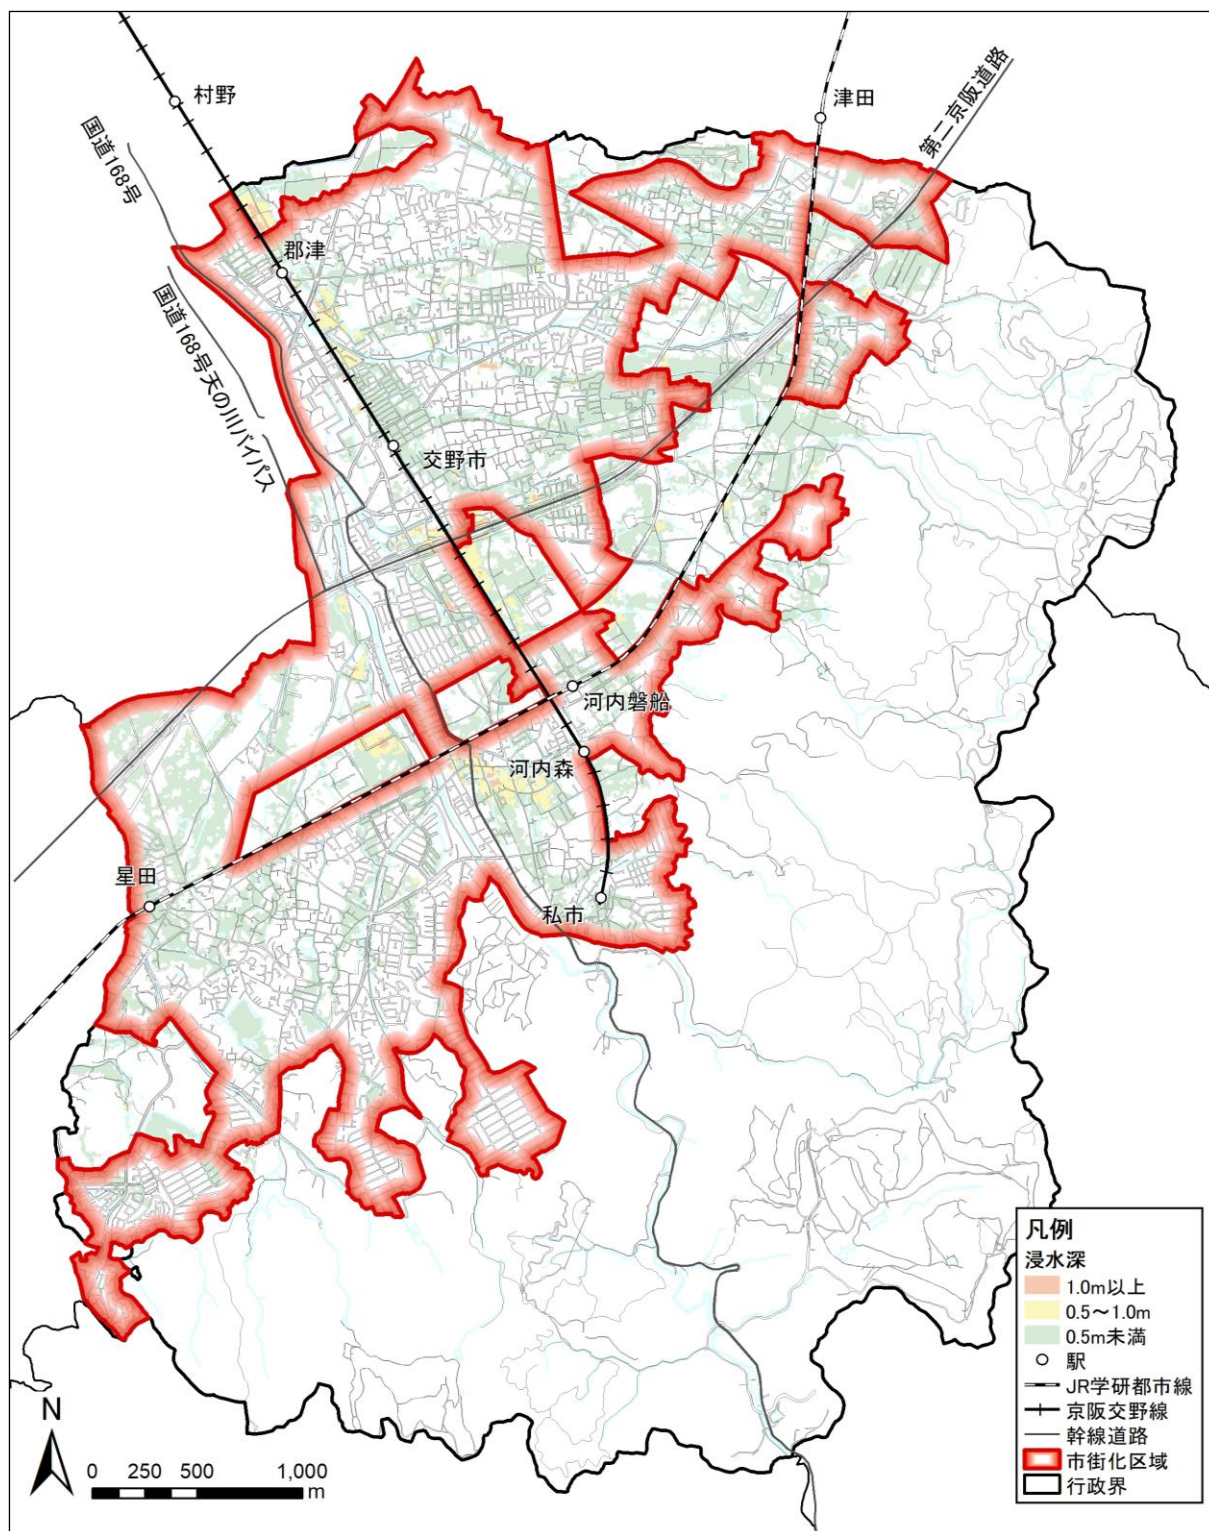 村野
津田
第二京阪道路
国道168号
郡津
国道168号天の川バイパス
交野市
河内磐船
河内森
星田
私市
凡例
浸水深
1.0m以上
0.5～1.0m
0.5m未満
駅
JR学研都市線
京阪交野線
幹線道路
市街化区域
行政界
N
0 250 500 1,000
m